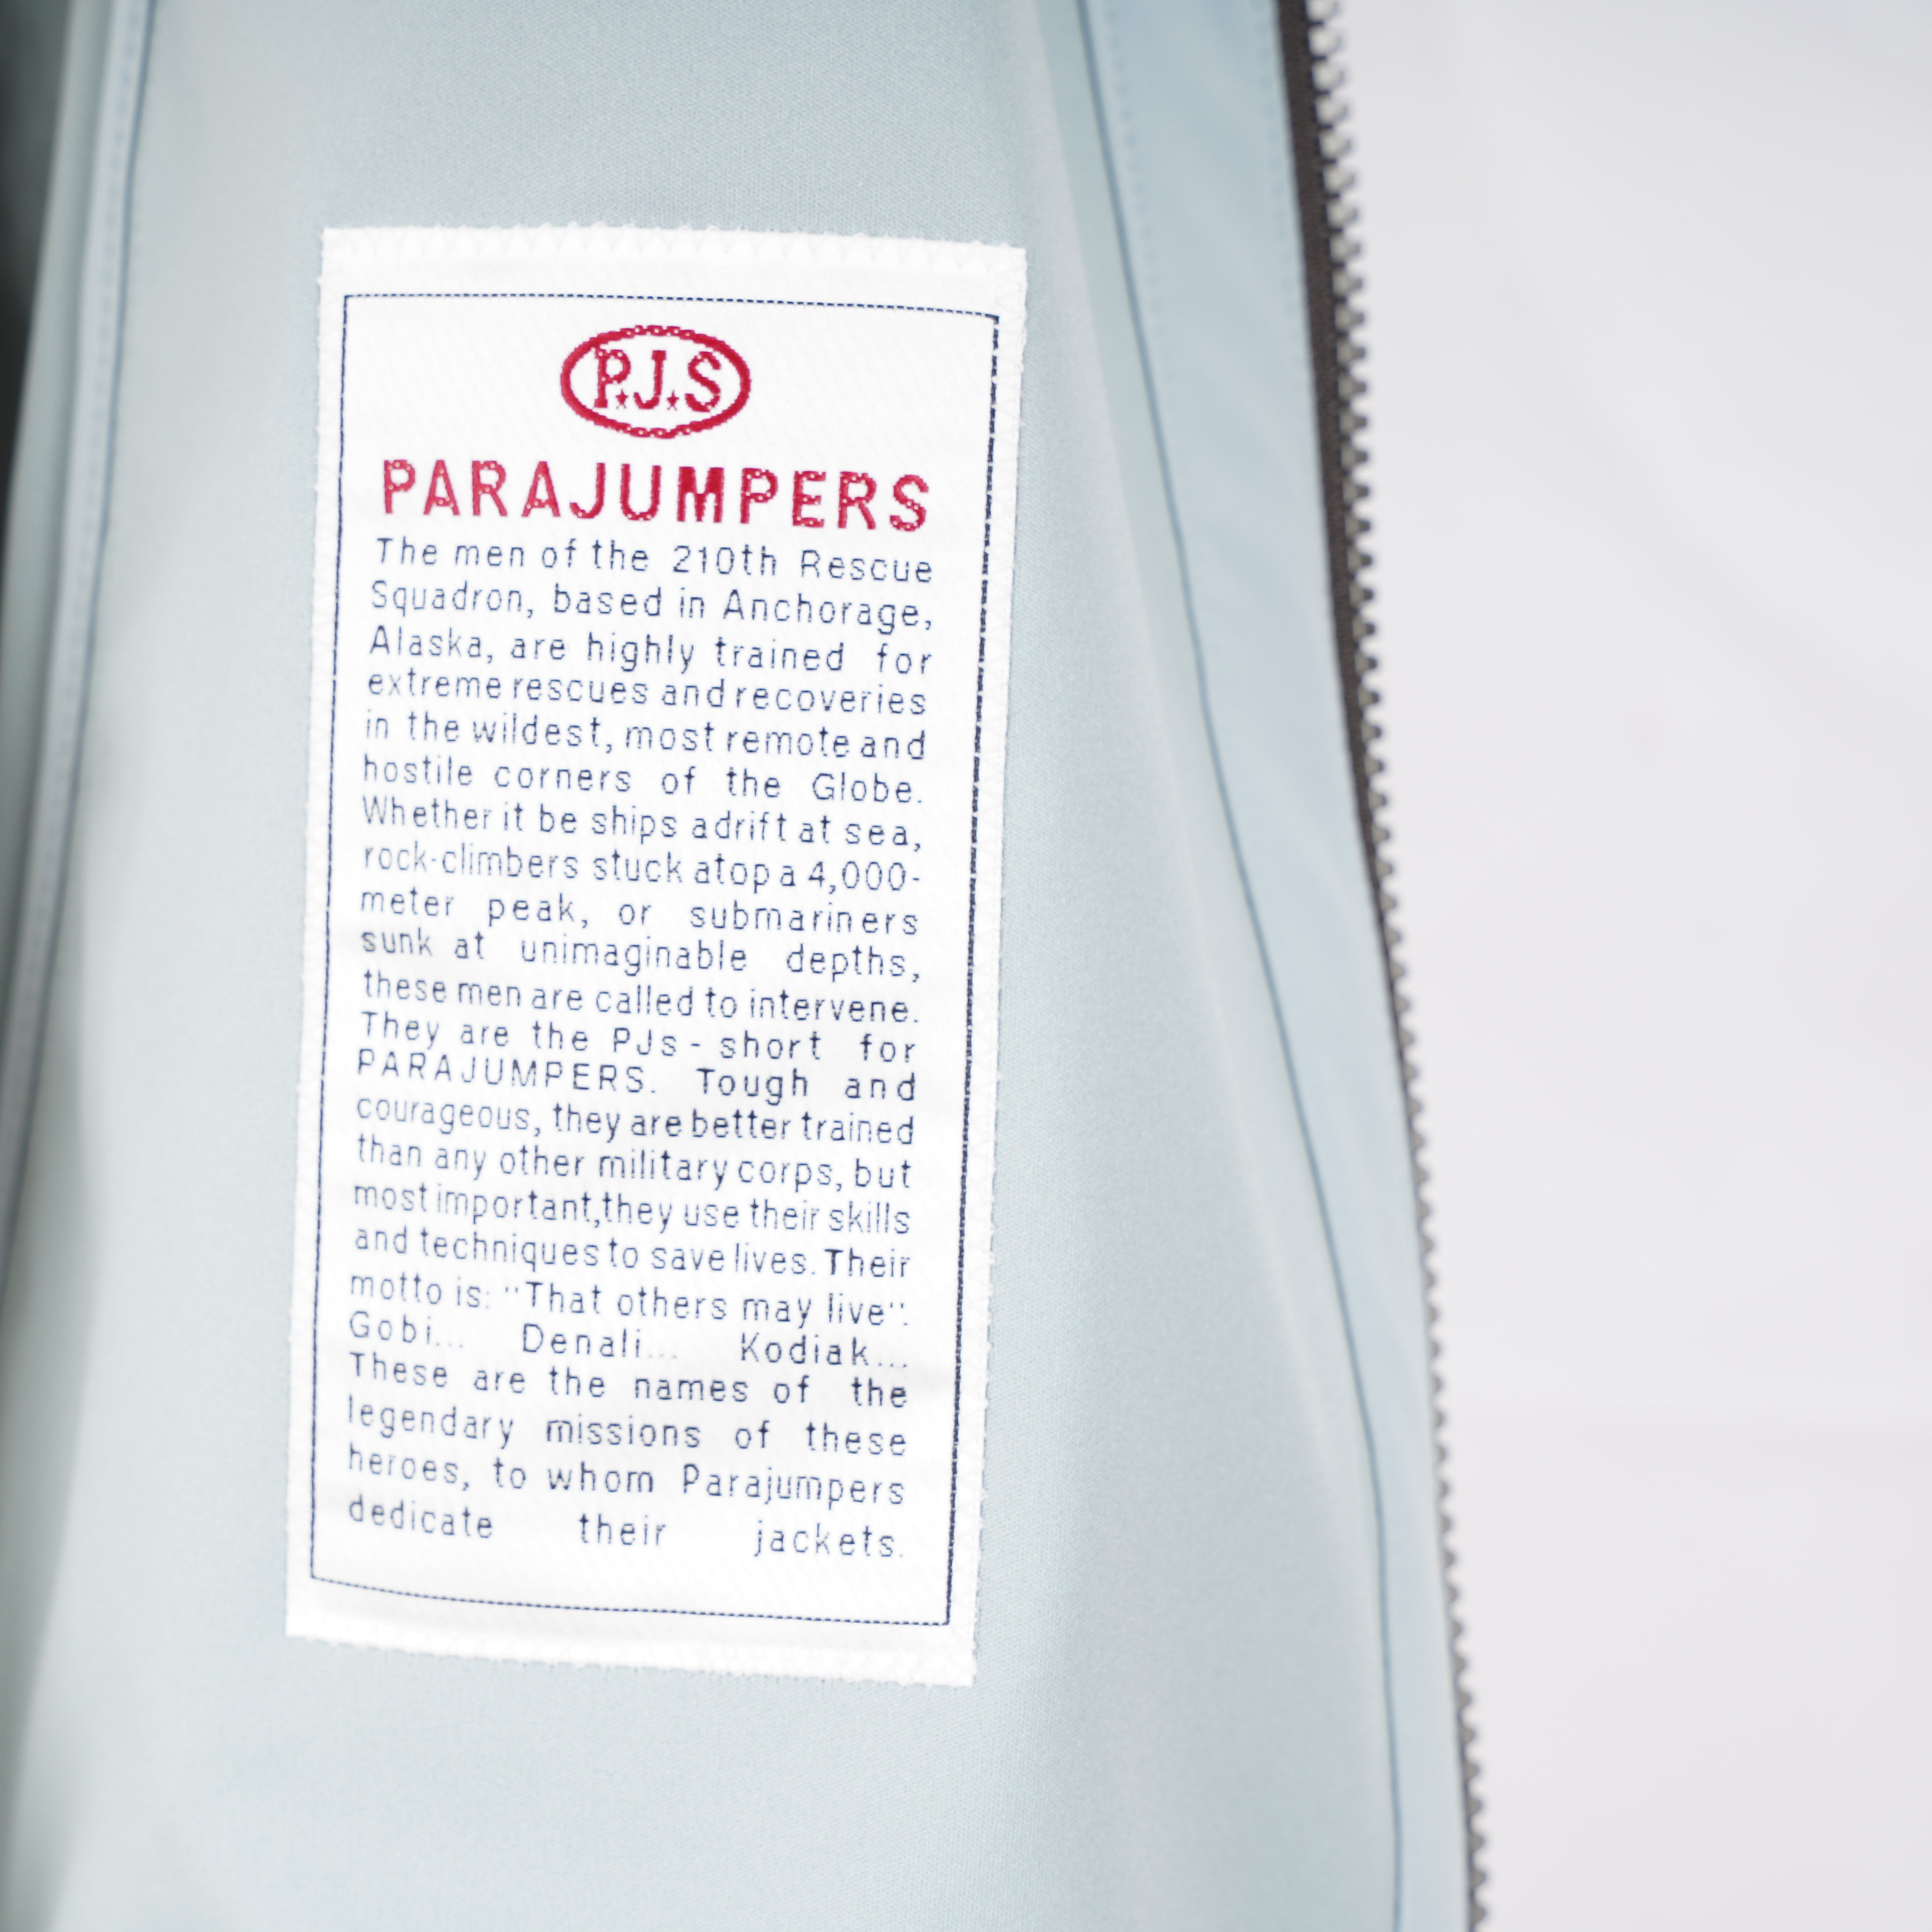 P.J.S
PARAJUMPERS
The men of the 210th Rescue
Squadron, based in Anchorage,
Alaska, are highly trained for
extreme rescues and recoveries
in the wildest, most remote and
hostile corners of the Globe.
Whether it be ships adrift at sea,
rock-climbers stuck atop a 4,000-
meter peak, or submariners
sunk at unimaginable depths,
these men are called to intervene.
They are the PJs - short for
PARAJUMPERS. Tough and
courageous, they are better trained
than any other military corps, but
most important,they use their skills
and techniques to save lives. Their
motto is: "That others may live".
Gobi... Denali... Kodiak...
These are the names of the
legendary missions of these
heroes, to whom Parajumpers
dedicate their jackets.